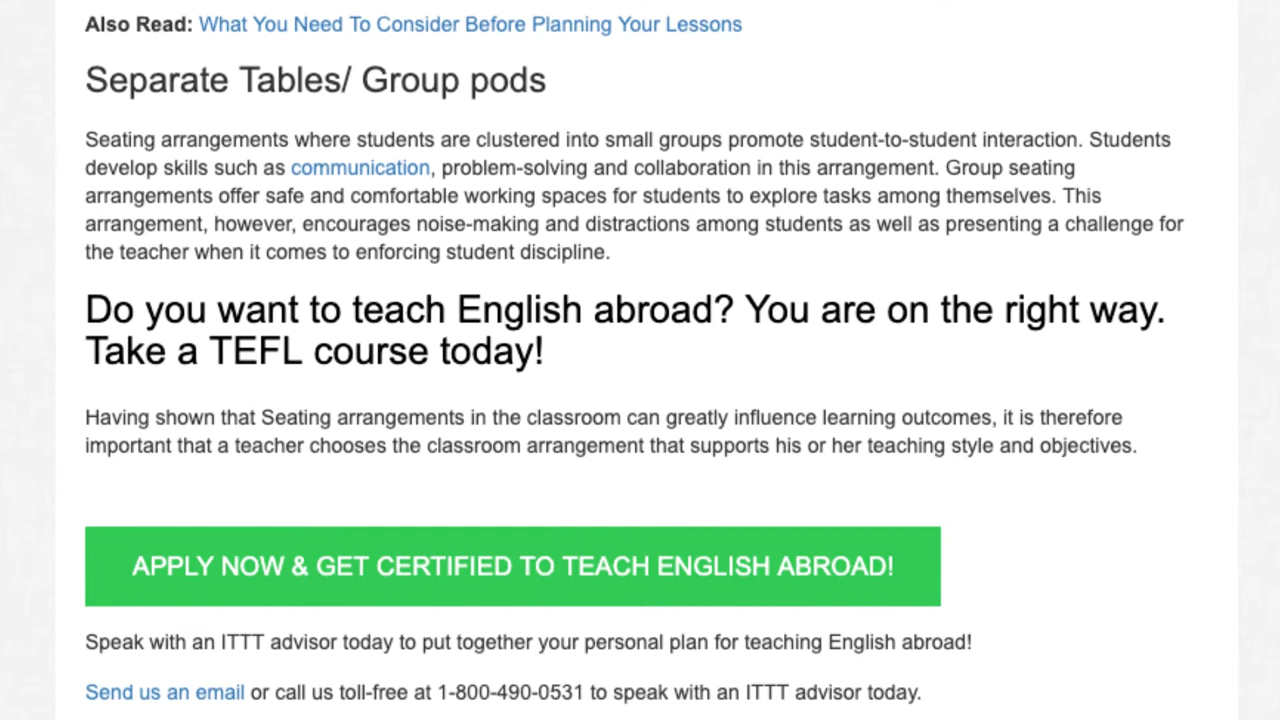 Also Read: What You Need To Consider Before Planning Your Lessons
Separate Tables/ Group pods
Seating arrangements where students are clustered into small groups promote student-to-student interaction. Students
develop skills such as communication, problem-solving and collaboration in this arrangement. Group seating
arrangements offer safe and comfortable working spaces for students to explore tasks among themselves. This
arrangement, however, encourages noise-making and distractions among students as well as presenting a challenge for
the teacher when it comes to enforcing student discipline.
Do you want to teach English abroad? You are on the right way.
Take a TEFL course today!
Having shown that Seating arrangements in the classroom can greatly influence learning outcomes, it is therefore
important that a teacher chooses the classroom arrangement that supports his or her teaching style and objectives.
APPLY NOW & GET CERTIFIED TO TEACH ENGLISH ABROAD!
Speak with an ITTT advisor today to put together your personal plan for teaching English abroad!
Send us an email or call us toll-free at 1-800-490-0531 to speak with an ITTT advisor today.